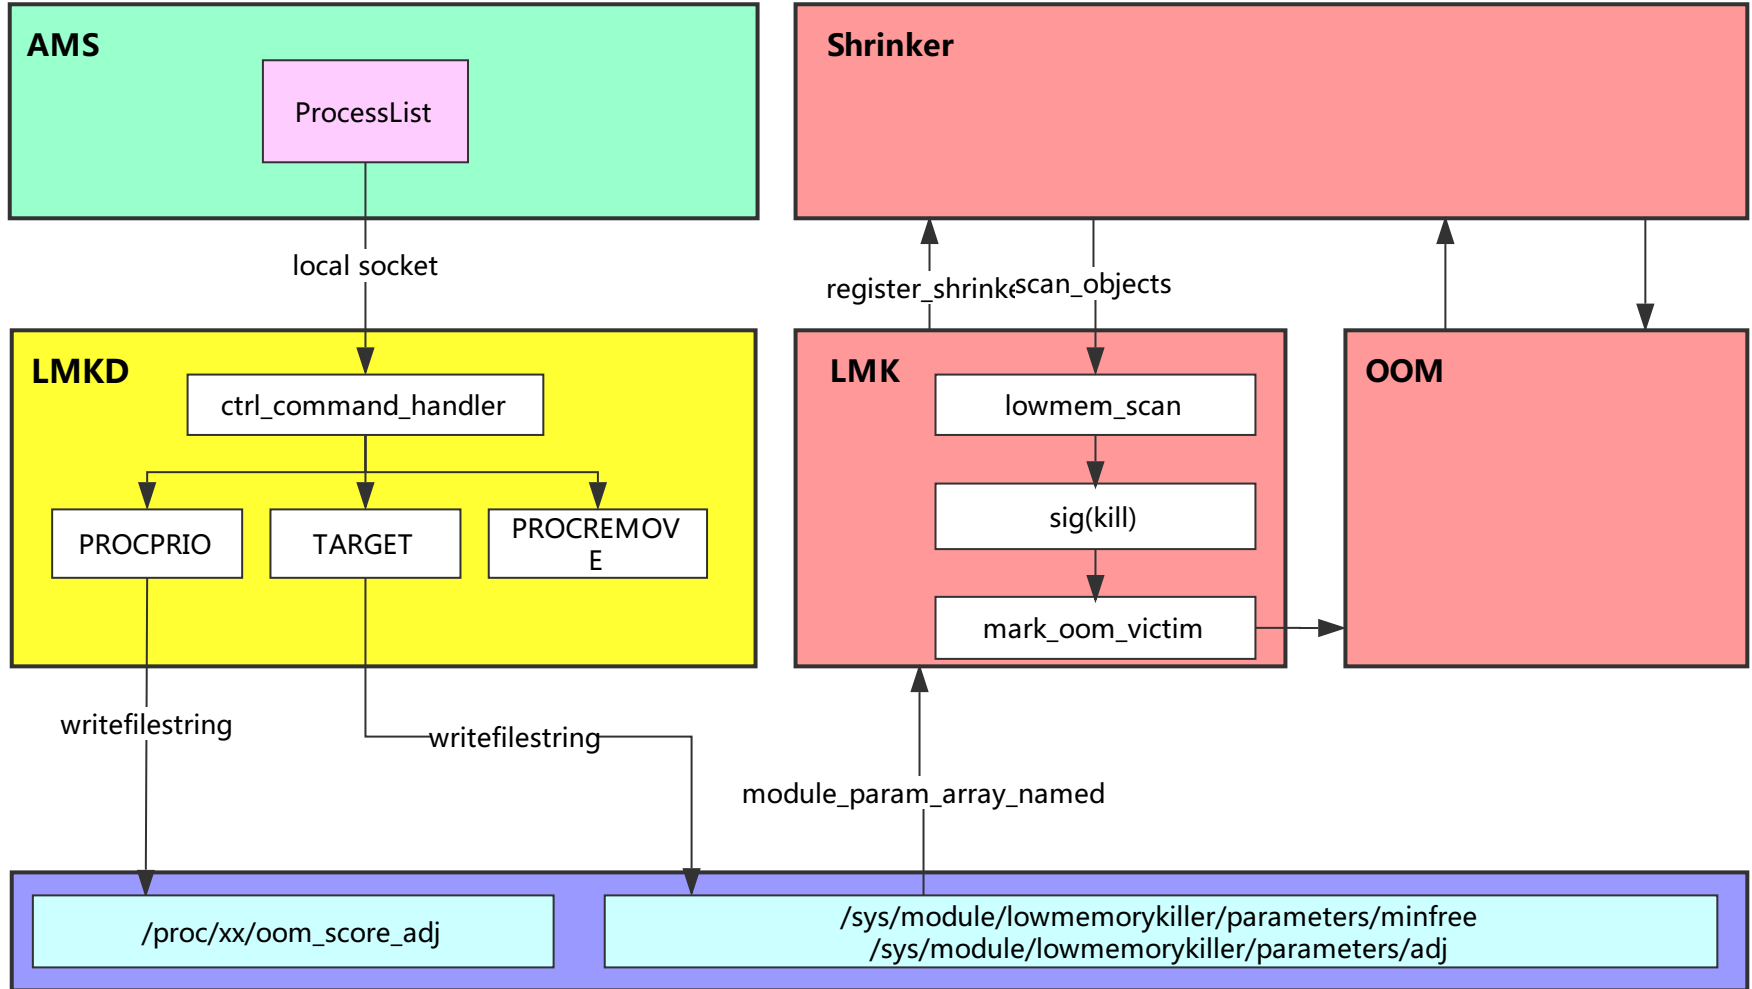 AMS
ProcessList
Shrinker
local socket
register_shrinke
scan_objects
LMKD
ctrl_command_handler
PROCPRIO
TARGET
PROCREMOV
E
LMK
lowmem_scan
sig(kill)
mark_oom_victim
OOM
writefilestring
writefilestring
module_param_array_named
/proc/xx/oom_score_adj
/sys/module/lowmemorykiller/parameters/minfree
/sys/module/lowmemorykiller/parameters/adj